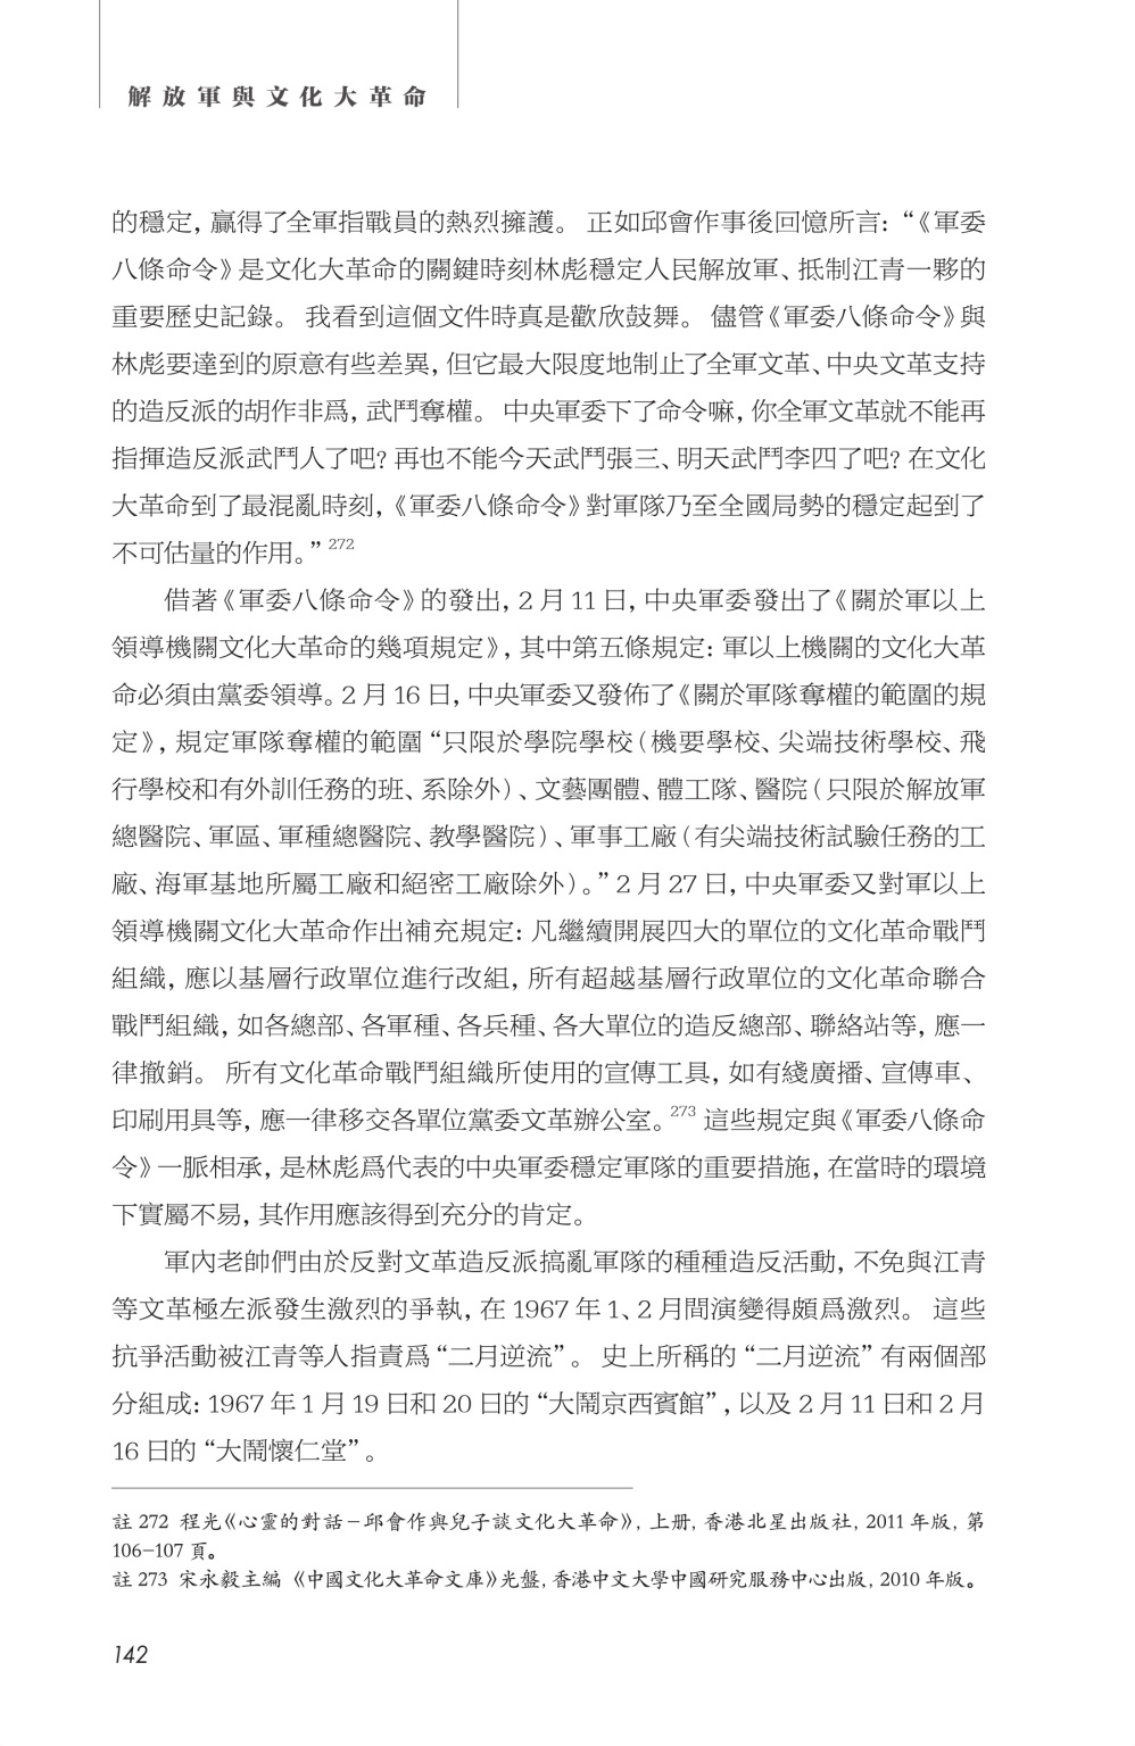 解放軍與文化大革命
的穩定，贏得了全軍指戰員的熱烈擁護。 正如邱會作事後回憶所言：“《軍委
八條命令》是文化大革命的關鍵時刻林彪穩定人民解放軍、抵制江青一夥的
重要歷史記錄。 我看到這個文件時真是歡欣鼓舞。 儘管《軍委八條命令》與
林彪要達到的原意有些差異，但它最大限度地制止了全軍文革、中央文革支持
的造反派的胡作非爲，武鬥奪權。 中央軍委下了命令嘛，你全軍文革就不能再
指揮造反派武鬥人了吧？再也不能今天武鬥張三、明天武鬥李四了吧？在文化
大革命到了最混亂時刻，《軍委八條命令》對軍隊乃至全國局勢的穩定起到了
不可估量的作用。” 272
借著《軍委八條命令》的發出，2 月 11 日，中央軍委發出了《關於軍以上
領導機關文化大革命的幾項規定》，其中第五條規定：軍以上機關的文化大革
命必須由黨委領導。2 月 16 日，中央軍委又發佈了《關於軍隊奪權的範圍的規
定》，規定軍隊奪權的範圍 “只限於學院學校（機要學校、尖端技術學校、飛
行學校和有外訓任務的班、系除外）、文藝團體、體工隊、醫院（只限於解放軍
總醫院、軍區、軍種總醫院、教學醫院）、軍事工廠（有尖端技術試驗任務的工
廠、海軍基地所屬工廠和絕密工廠除外）。”2 月 27 日，中央軍委又對軍以上
領導機關文化大革命作出補充規定：凡繼續開展四大的單位的文化革命戰鬥
組織，應以基層行政單位進行改組，所有超越基層行政單位的文化革命聯合
戰鬥組織，如各總部、各軍種、各兵種、各大單位的造反總部、聯絡站等，應一
律撤銷。 所有文化革命戰鬥組織所使用的宣傳工具，如有綫廣播、宣傳車、
印刷用具等，應一律移交各單位黨委文革辦公室。273 這些規定與《軍委八條命
令》一脈相承，是林彪爲代表的中央軍委穩定軍隊的重要措施，在當時的環境
下實屬不易，其作用應該得到充分的肯定。
軍內老帥們由於反對文革造反派搞亂軍隊的種種造反活動，不免與江青
等文革極左派發生激烈的爭執，在 1967 年 1、2 月間演變得頗爲激烈。 這些
抗爭活動被江青等人指責爲 “二月逆流” 。 史上所稱的 “二月逆流” 有兩個部
分組成：1967 年 1 月 19 日和 20 日的 “大鬧京西賓館”，以及 2 月 11 日和 2 月
16 日的 “大鬧懷仁堂” 。
註 272 程光《心靈的對話－邱會作與兒子談文化大革命》，上册，香港北星出版社，2011 年版，第
106–107 頁。
註 273 宋永毅主編 《中國文化大革命文庫》光盤，香港中文大學中國研究服務中心出版，2010 年版。
142